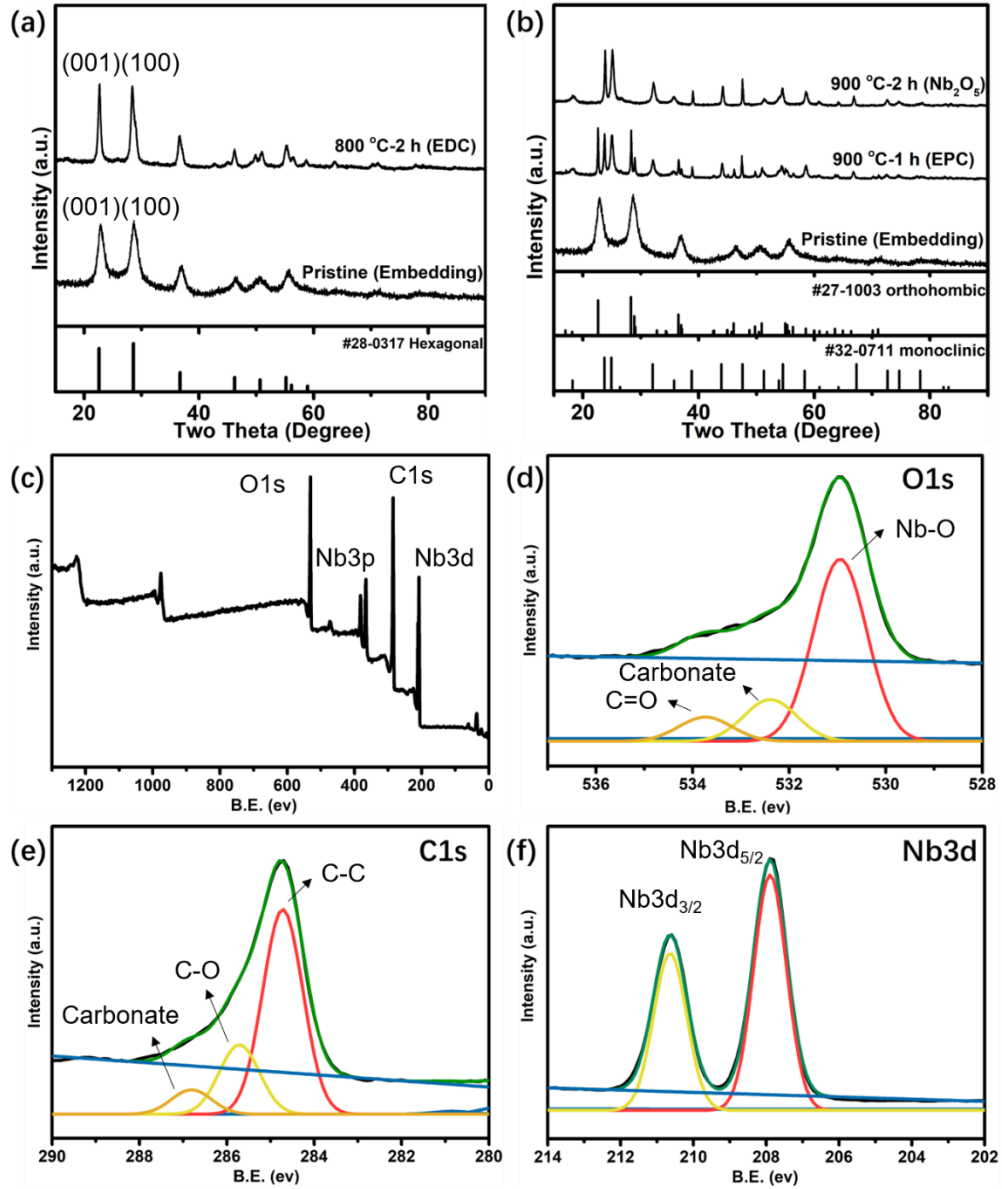 (a)
(001)(100)
800 °C-2 h (EDC)
(001)(100)
Pristine (Embedding)
#28-0317 Hexagonal
Intensity (a.u.)
20 40 60 80
Two Theta (Degree)
(b)
900 °C-2 h (Nb₂O₅)
900 °C-1 h (EPC)
Pristine (Embedding)
#27-1003 orthohombic
#32-0711 monoclinic
Intensity (a.u.)
20 40 60 80
Two Theta (Degree)
(c)
O1s
C1s
Nb3p
Nb3d
Intensity (a.u.)
1200 1000 800 600 400 200 0
B.E. (ev)
(d)
O1s
Nb-O
Carbonate
C=O
Intensity (a.u.)
536 534 532 530 528
B.E. (ev)
(e)
C1s
C-C
C-O
Carbonate
Intensity (a.u.)
290 288 286 284 282 280
B.E. (ev)
(f)
Nb3d
Nb3d₅/₂
Nb3d₃/₂
Intensity (a.u.)
214 212 210 208 206 204 202
B.E. (ev)